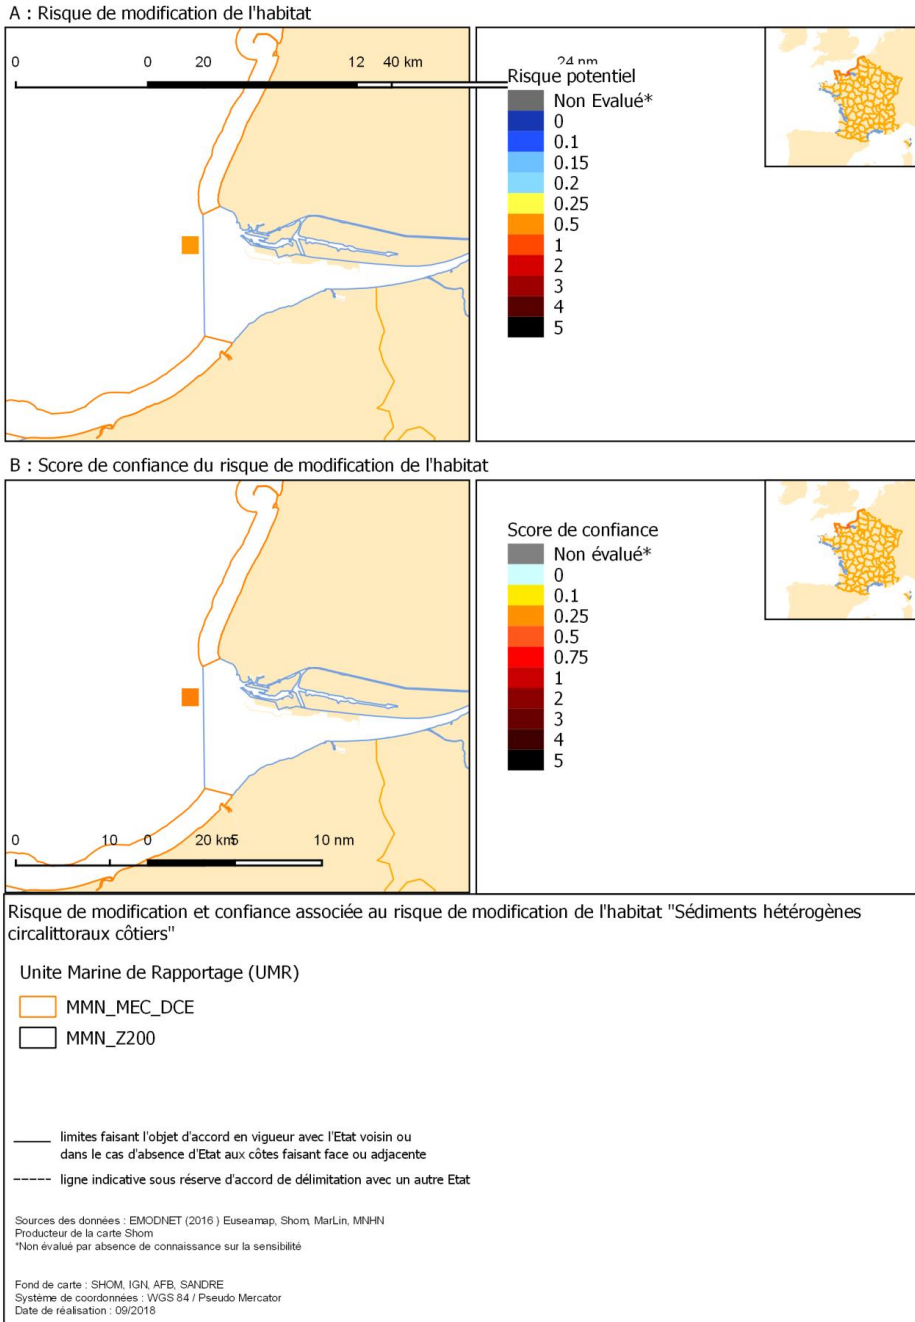 A : Risque de modification de l'habitat
0 0 20 12 40 km 24 nm
Risque potentiel
Non Evalué*
0
0.1
0.15
0.2
0.25
0.5
1
2
3
4
5
B : Score de confiance du risque de modification de l'habitat
Score de confiance
Non évalué*
0
0.1
0.25
0.5
0.75
1
2
3
4
5
0 10 0 20 km 5 10 nm
Risque de modification et confiance associée au risque de modification de l'habitat "Sédiments hétérogènes
circalittoraux côtiers"
Unite Marine de Rapportage (UMR)
MMN_MEC_DCE
MMN_Z200
limites faisant l'objet d'accord en vigueur avec l'Etat voisin ou
dans le cas d'absence d'Etat aux côtes faisant face ou adjacente
ligne indicative sous réserve d'accord de délimitation avec un autre Etat
Sources des données : EMODNET (2016 ) Euseamap, Shom, MarLin, MNHN
Producteur de la carte Shom
*Non évalué par absence de connaissance sur la sensibilité
Fond de carte : SHOM, IGN, AFB, SANDRE
Système de coordonnées : WGS 84 / Pseudo Mercator
Date de réalisation : 09/2018